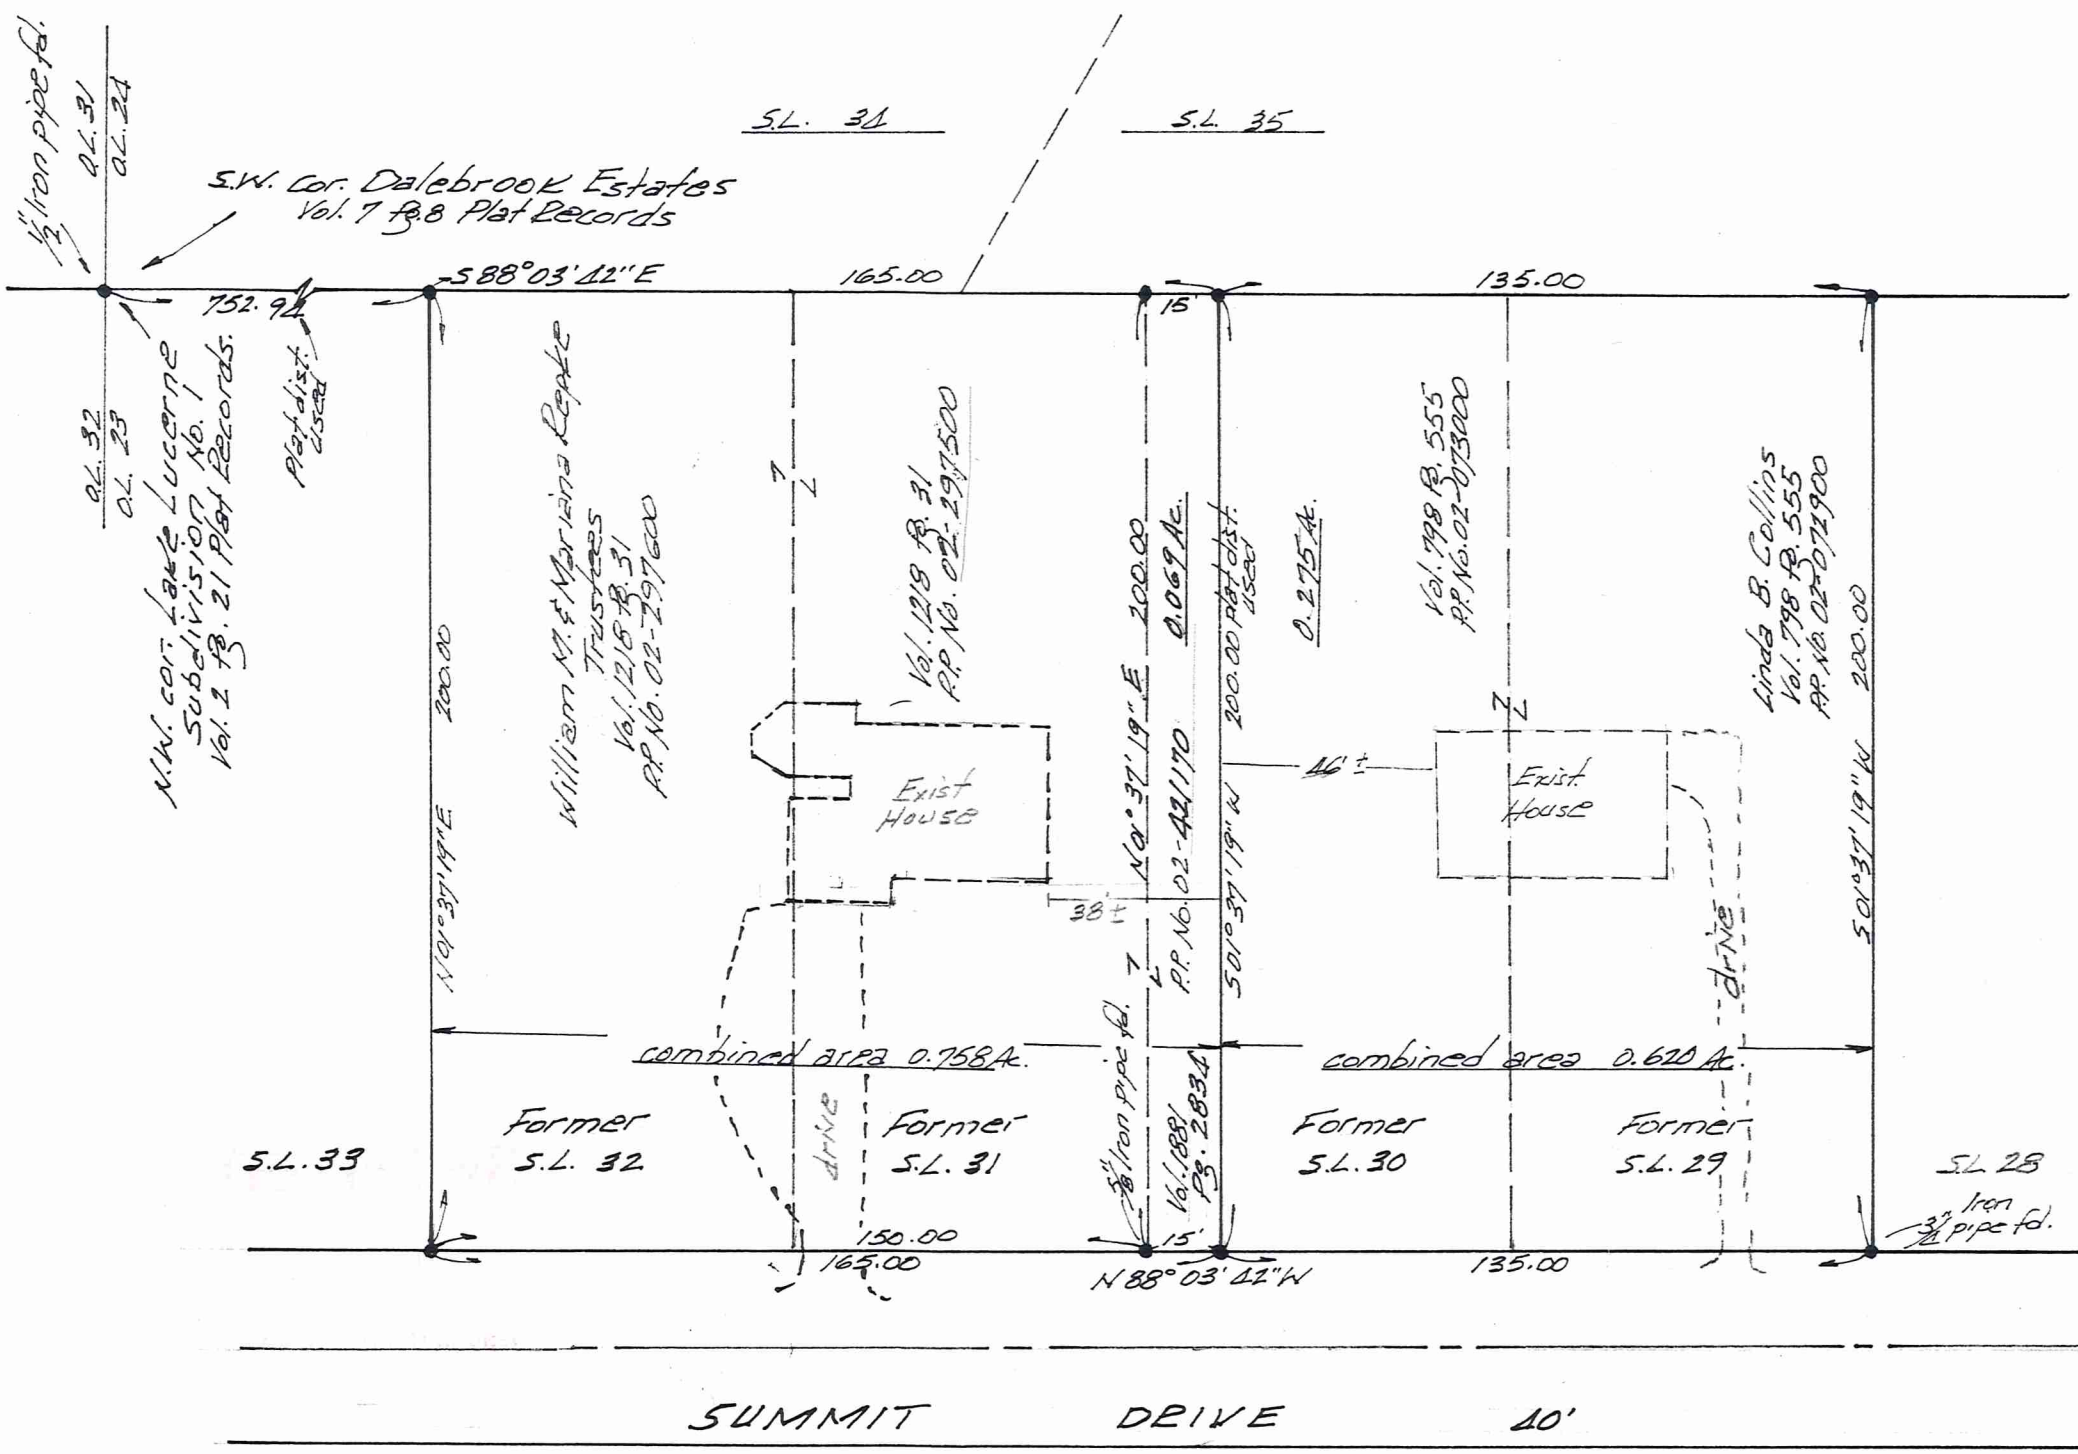 1/2" Iron pipe fd.
O.L. 31
O.L. 24
S.L. 34
S.L. 35
S.W. Cor. Dalebrook Estates
Vol. 7 Pg. 8 Plat Records
S 88° 03' 42" E
165.00
15'
135.00
752.94
Plat dist.
used
O.L. 32
O.L. 23
N.W. cor. Lake Lucerne
Subdivision No. 1
Vol. 2 Pg. 21 Plat Records.
N 01° 37' 19" E 200.00
William M. & Mariana Repke
Trustees
Vol. 1218 Pg. 31
P.P. No. 02-297600
Vol. 1218 Pg. 31
P.P. No. 02-297500
N 01° 37' 19" E 200.00
P.P. No. 02-421170
0.069 Ac.
S 01° 37' 19" W 200.00 Plat dist.
used
0.275 Ac.
Vol. 798 Pg. 555
P.P. No. 02-073000
Linda B. Collins
Vol. 798 Pg. 555
P.P. No. 02-072900
S 01° 37' 19" W 200.00
Exist
House
46' ±
Exist.
House
38' ±
drive
combined area 0.758 Ac.
combined area 0.620 Ac.
drive
5/8" Iron pipe fd.
Vol. 1881
Pg. 2834
S.L. 33
Former
S.L. 32
Former
S.L. 31
Former
S.L. 30
Former
S.L. 29
S.L. 28
3/4" Iron
pipe fd.
150.00
15'
165.00
N 88° 03' 42" W
135.00
SUMMIT DRIVE 40'